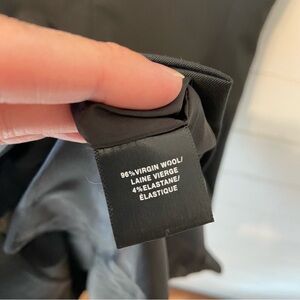 96%VIRGIN WOOL/
LAINE VIERGE
4%ELASTANE/
ÉLASTIQUE